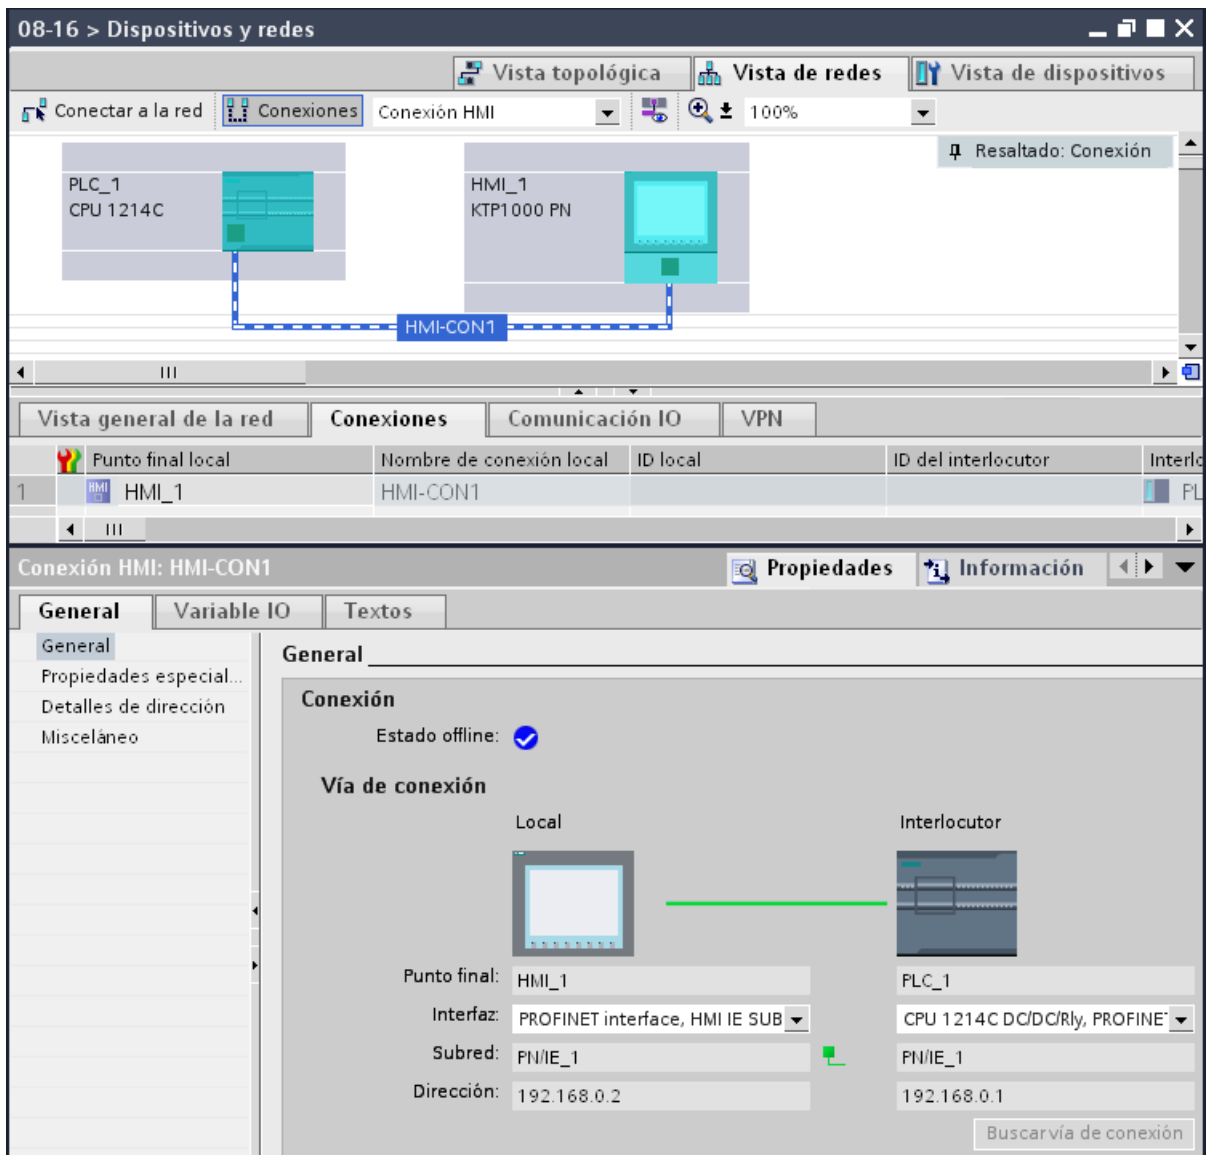 08-16 > Dispositivos y redes
Vista topológica Vista de redes Vista de dispositivos
Conectar a la red Conexiones Conexión HMI 100%
Resaltado: Conexión
PLC_1
CPU 1214C
HMI_1
KTP1000 PN
HMI-CON1
Vista general de la red Conexiones Comunicación IO VPN
Punto final local Nombre de conexión local ID local ID del interlocutor Interlo
1 HMI_1 HMI-CON1 PL
Conexión HMI: HMI-CON1 Propiedades Información
General Variable IO Textos
General
Propiedades especial...
Detalles de dirección
Misceláneo
General
Conexión
Estado offline:
Vía de conexión
Local Interlocutor
Punto final: HMI_1 PLC_1
Interfaz: PROFINET interface, HMI IE SUB CPU 1214C DC/DC/Rly, PROFINET
Subred: PN/IE_1 PN/IE_1
Dirección: 192.168.0.2 192.168.0.1
Buscar vía de conexión